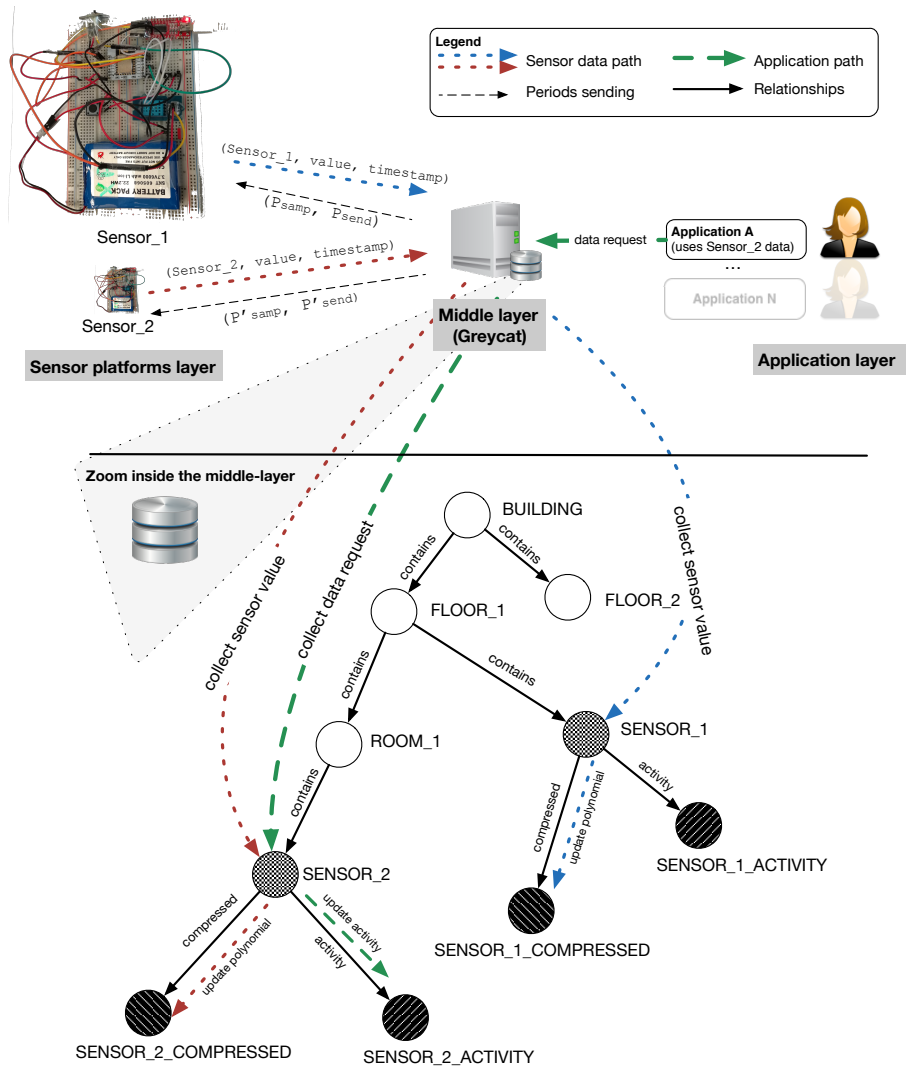 Legend
Sensor data path
Application path
Periods sending
Relationships
(Sensor_1, value, timestamp)
(Psamp, Psend)
BATTERY PACK
Sensor_1
(Sensor_2, value, timestamp)
(P'samp, P'send)
Sensor_2
data request
Application A
(uses Sensor_2 data)
...
Application N
Sensor platforms layer
Middle layer
(Greycat)
Application layer
Zoom inside the middle-layer
collect sensor value
collect data request
collect sensor value
BUILDING
contains
contains
FLOOR_1
FLOOR_2
contains
contains
ROOM_1
SENSOR_1
contains
compressed
update polynomial
activity
SENSOR_1_ACTIVITY
SENSOR_2
SENSOR_1_COMPRESSED
compressed
update polynomial
update activity
activity
SENSOR_2_COMPRESSED
SENSOR_2_ACTIVITY